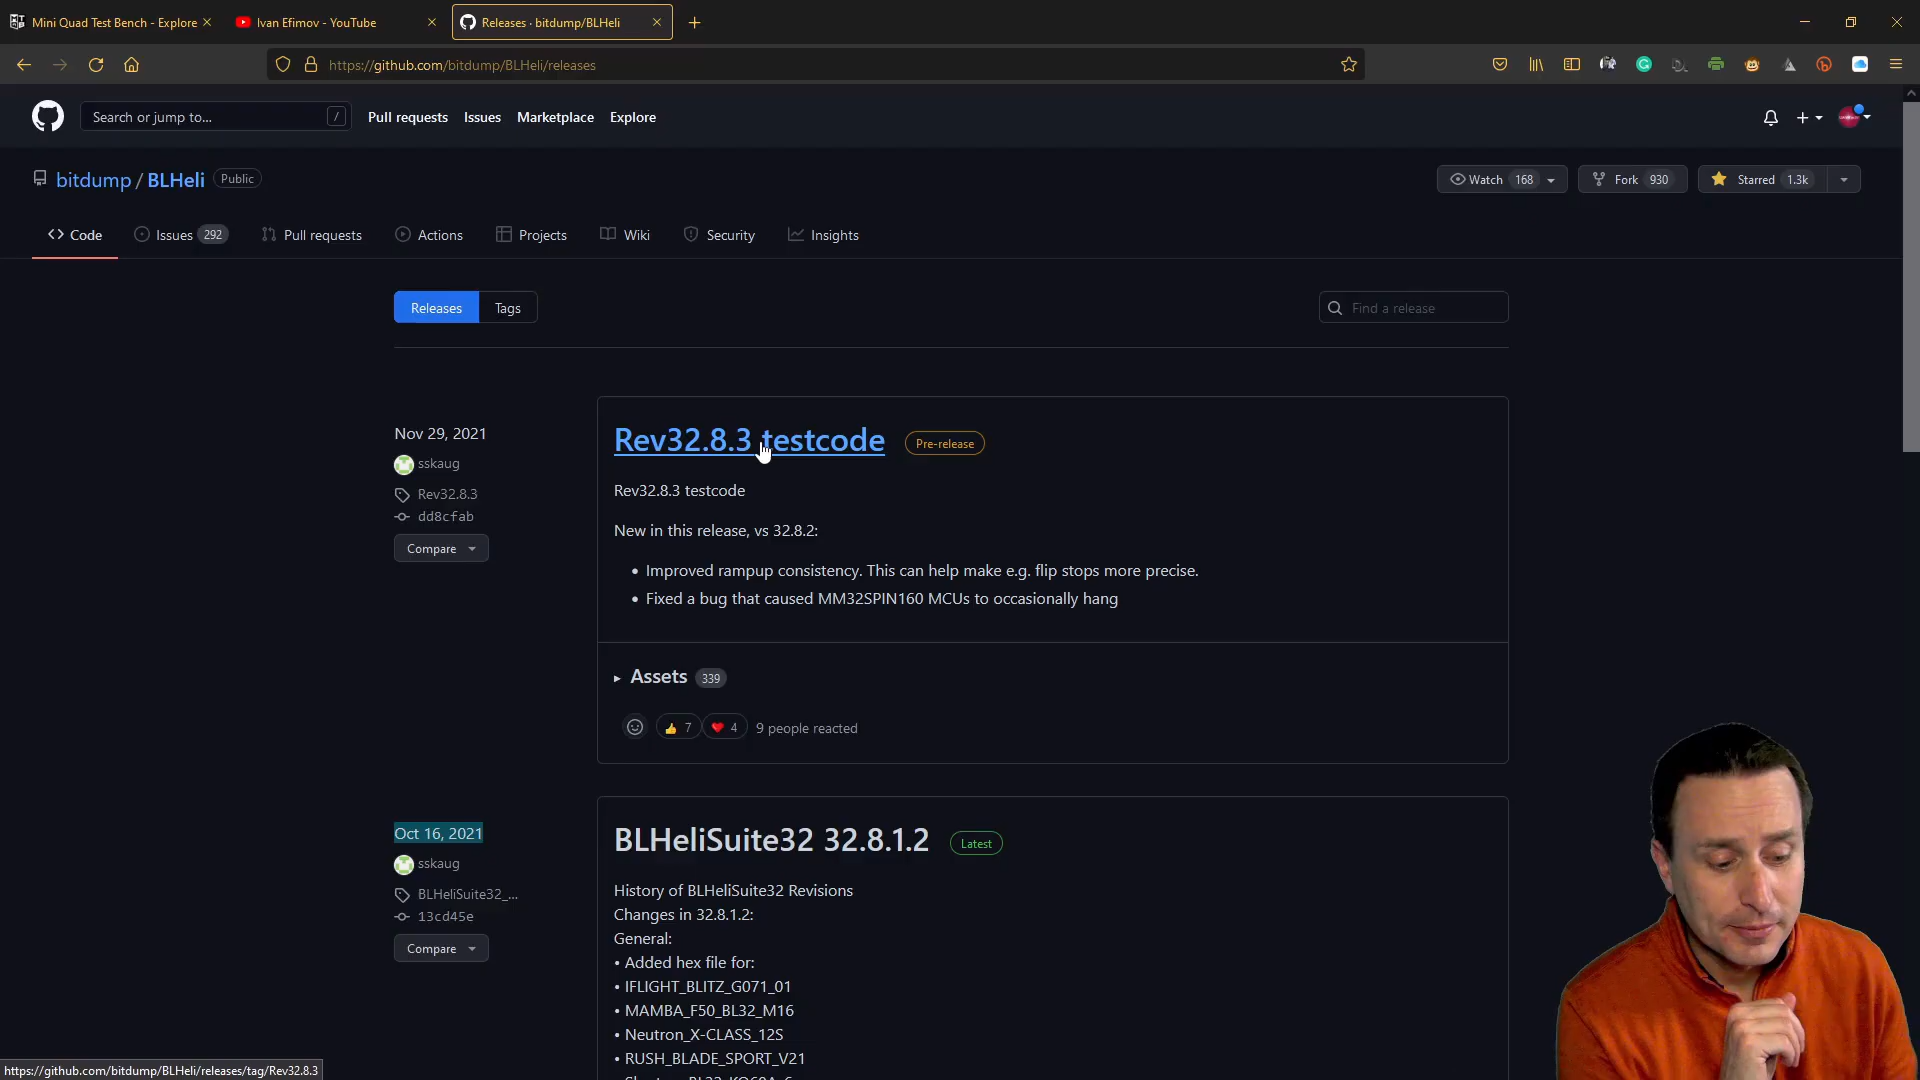 Mini Quad Test Bench - Explore
Ivan Efimov - YouTube
Releases · bitdump/BLHeli
https://github.com/bitdump/BLHeli/releases
Search or jump to...
/
Pull requests
Issues
Marketplace
Explore
bitdump / BLHeli
Public
Watch 168
Fork 930
Starred 1.3k
Code
Issues 292
Pull requests
Actions
Projects
Wiki
Security
Insights
Releases
Tags
Find a release
Nov 29, 2021
sskaug
Rev32.8.3
dd8cfab
Compare
Rev32.8.3 testcode
Pre-release
Rev32.8.3 testcode
New in this release, vs 32.8.2:
• Improved rampup consistency. This can help make e.g. flip stops more precise.
• Fixed a bug that caused MM32SPIN160 MCUs to occasionally hang
Assets 339
7
4
9 people reacted
Oct 16, 2021
sskaug
BLHeliSuite32_...
13cd45e
Compare
BLHeliSuite32 32.8.1.2
Latest
History of BLHeliSuite32 Revisions
Changes in 32.8.1.2:
General:
• Added hex file for:
• IFLIGHT_BLITZ_G071_01
• MAMBA_F50_BL32_M16
• Neutron_X-CLASS_12S
• RUSH_BLADE_SPORT_V21
https://github.com/bitdump/BLHeli/releases/tag/Rev32.8.3